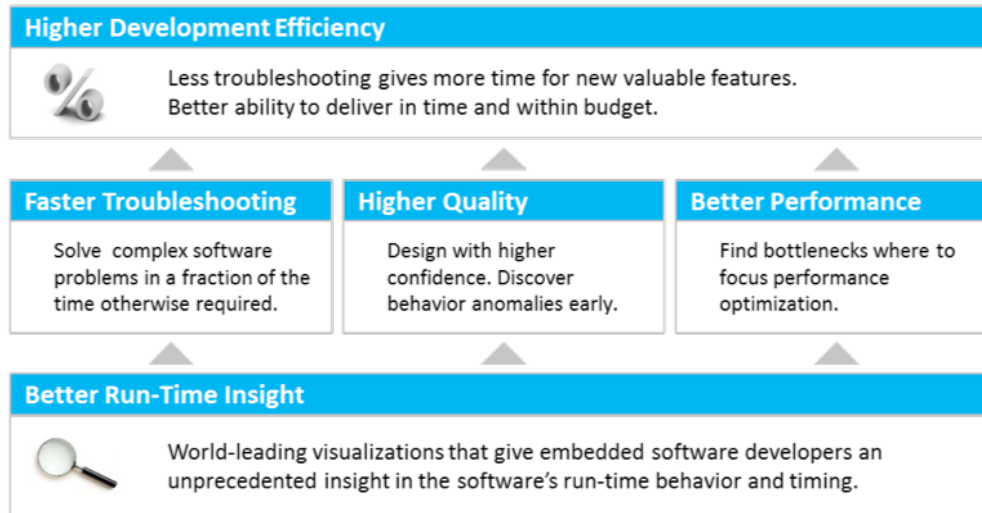 Higher Development Efficiency
Less troubleshooting gives more time for new valuable features.
Better ability to deliver in time and within budget.
Faster Troubleshooting
Solve complex software
problems in a fraction of the
time otherwise required.
Higher Quality
Design with higher
confidence. Discover
behavior anomalies early.
Better Performance
Find bottlenecks where to
focus performance
optimization.
Better Run-Time Insight
World-leading visualizations that give embedded software developers an
unprecedented insight in the software's run-time behavior and timing.